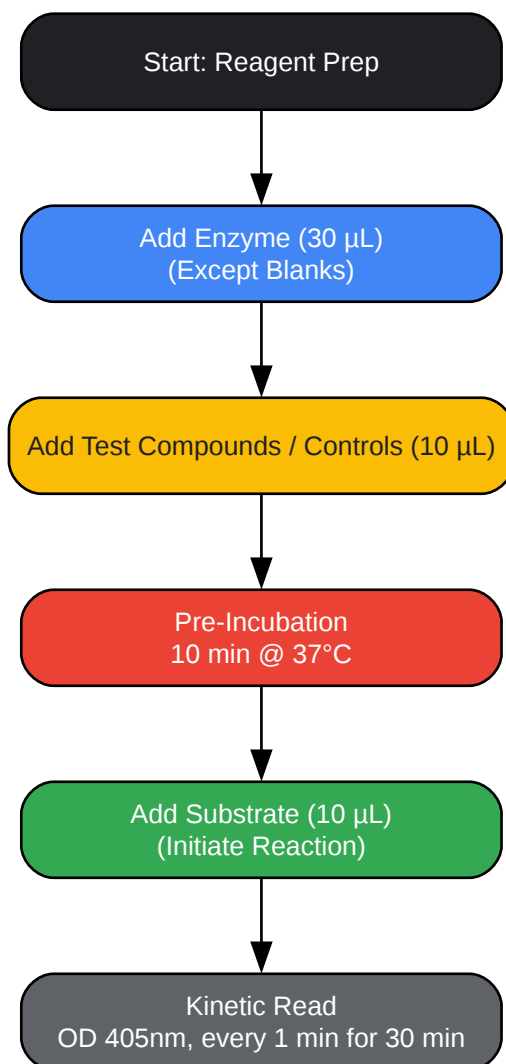 Start: Reagent Prep
Add Enzyme (30 µL)
(Except Blanks)
Add Test Compounds / Controls (10 µL)
Pre-Incubation
10 min @ 37°C
Add Substrate (10 µL)
(Initiate Reaction)
Kinetic Read
OD 405nm, every 1 min for 30 min